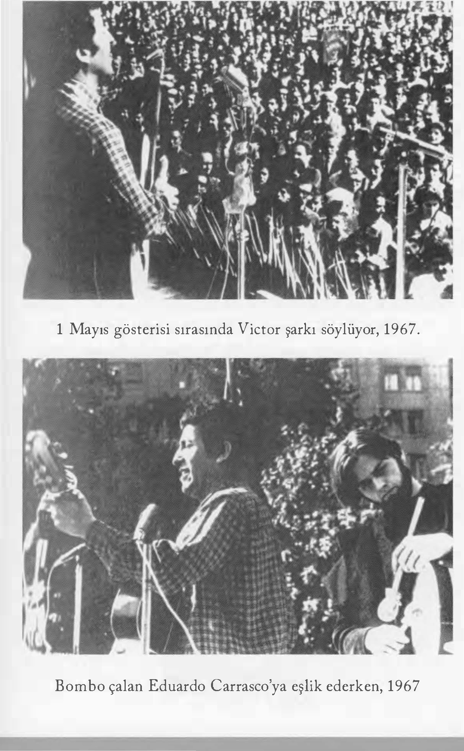 1 Mayıs gösterisi sırasında Victor şarkı söylüyor, 1967.
Bombo çalan Eduardo Carrasco'ya eşlik ederken, 1967